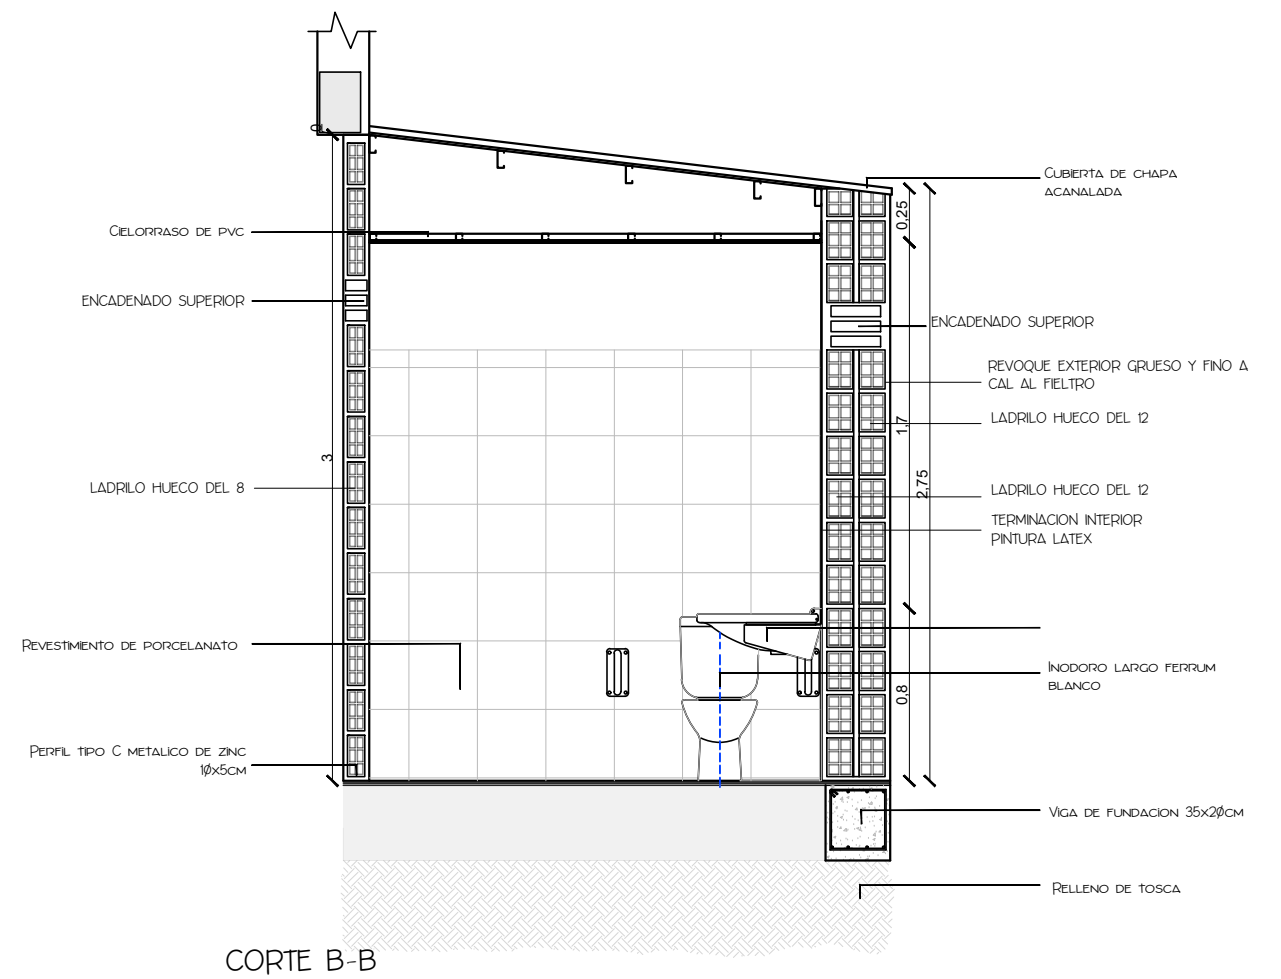 0
CUBIERTA DE CHAPA
ACANALADA
0,25
CIELORRASO DE PVC
ENCADENADO SUPERIOR
ENCADENADO SUPERIOR
REVOQUE EXTERIOR GRUESO Y FINO A
CAL AL FIELTRO
LADRILO HUECO DEL 12
1,7
3
2,75
LADRILO HUECO DEL 8
LADRILO HUECO DEL 12
TERMINACION INTERIOR
PINTURA LATEX
REVESTIMIENTO DE PORCELANATO
INODORO LARGO FERRUM
BLANCO
0,8
PERFIL TIPO C METALICO DE ZINC
10X5CM
VIGA DE FUNDACION 35X20CM
RELLENO DE TOSCA
CORTE B-B